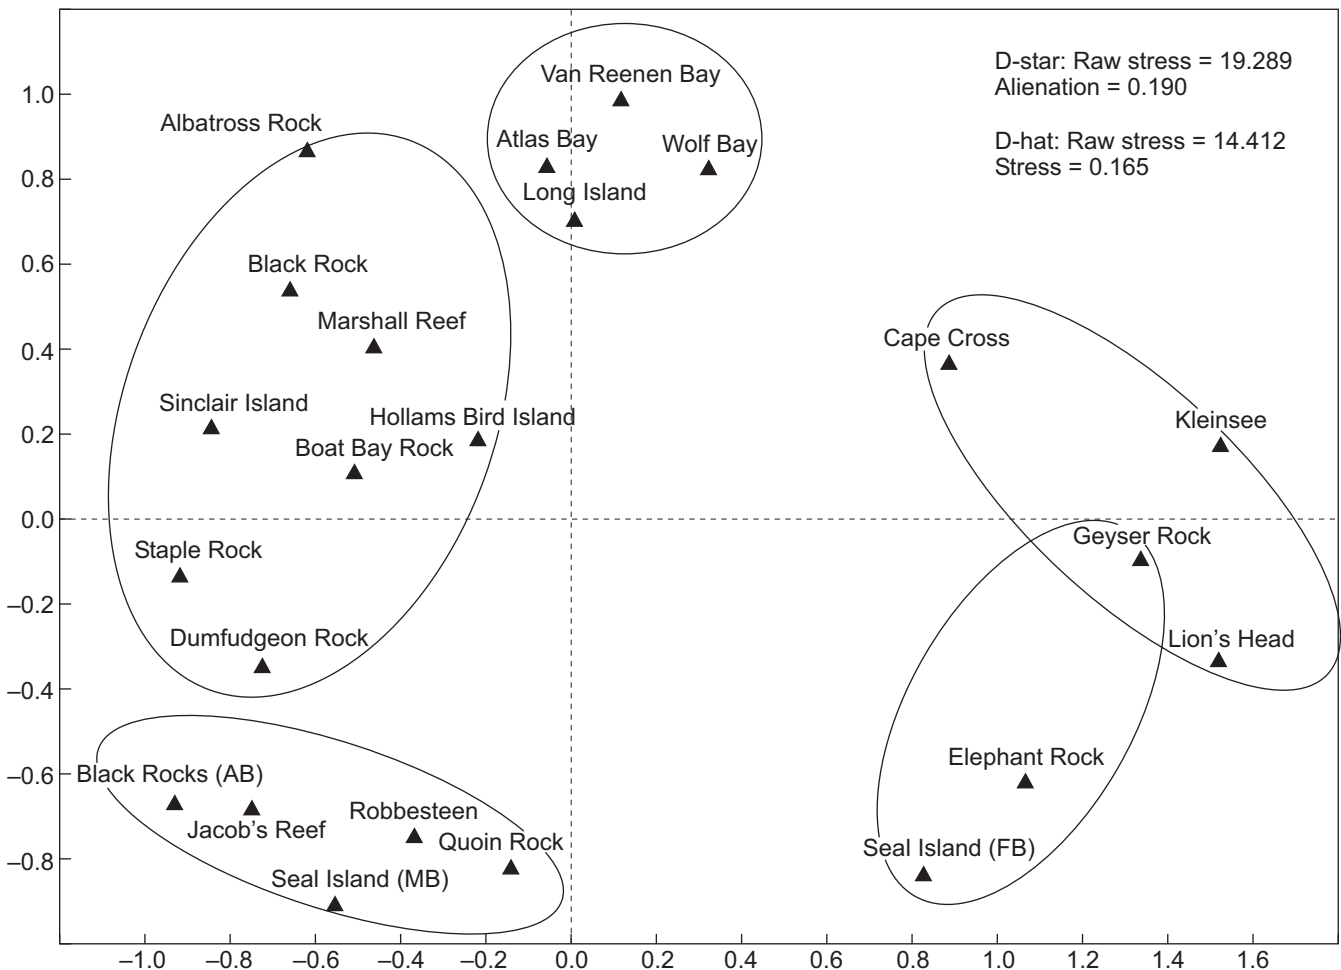 D-star: Raw stress = 19.289
Alienation = 0.190
D-hat: Raw stress = 14.412
Stress = 0.165
Van Reenen Bay
Atlas Bay
Wolf Bay
Long Island
Albatross Rock
Black Rock
Marshall Reef
Sinclair Island
Hollams Bird Island
Boat Bay Rock
Staple Rock
Dumfudgeon Rock
Cape Cross
Kleinsee
Geyser Rock
Lion’s Head
Elephant Rock
Seal Island (FB)
Black Rocks (AB)
Jacob’s Reef
Robbesteen
Quoin Rock
Seal Island (MB)
1.0
0.8
0.6
0.4
0.2
0.0
–0.2
–0.4
–0.6
–0.8
–1.0 –0.8 –0.6 –0.4 –0.2 0.0 0.2 0.4 0.6 0.8 1.0 1.2 1.4 1.6